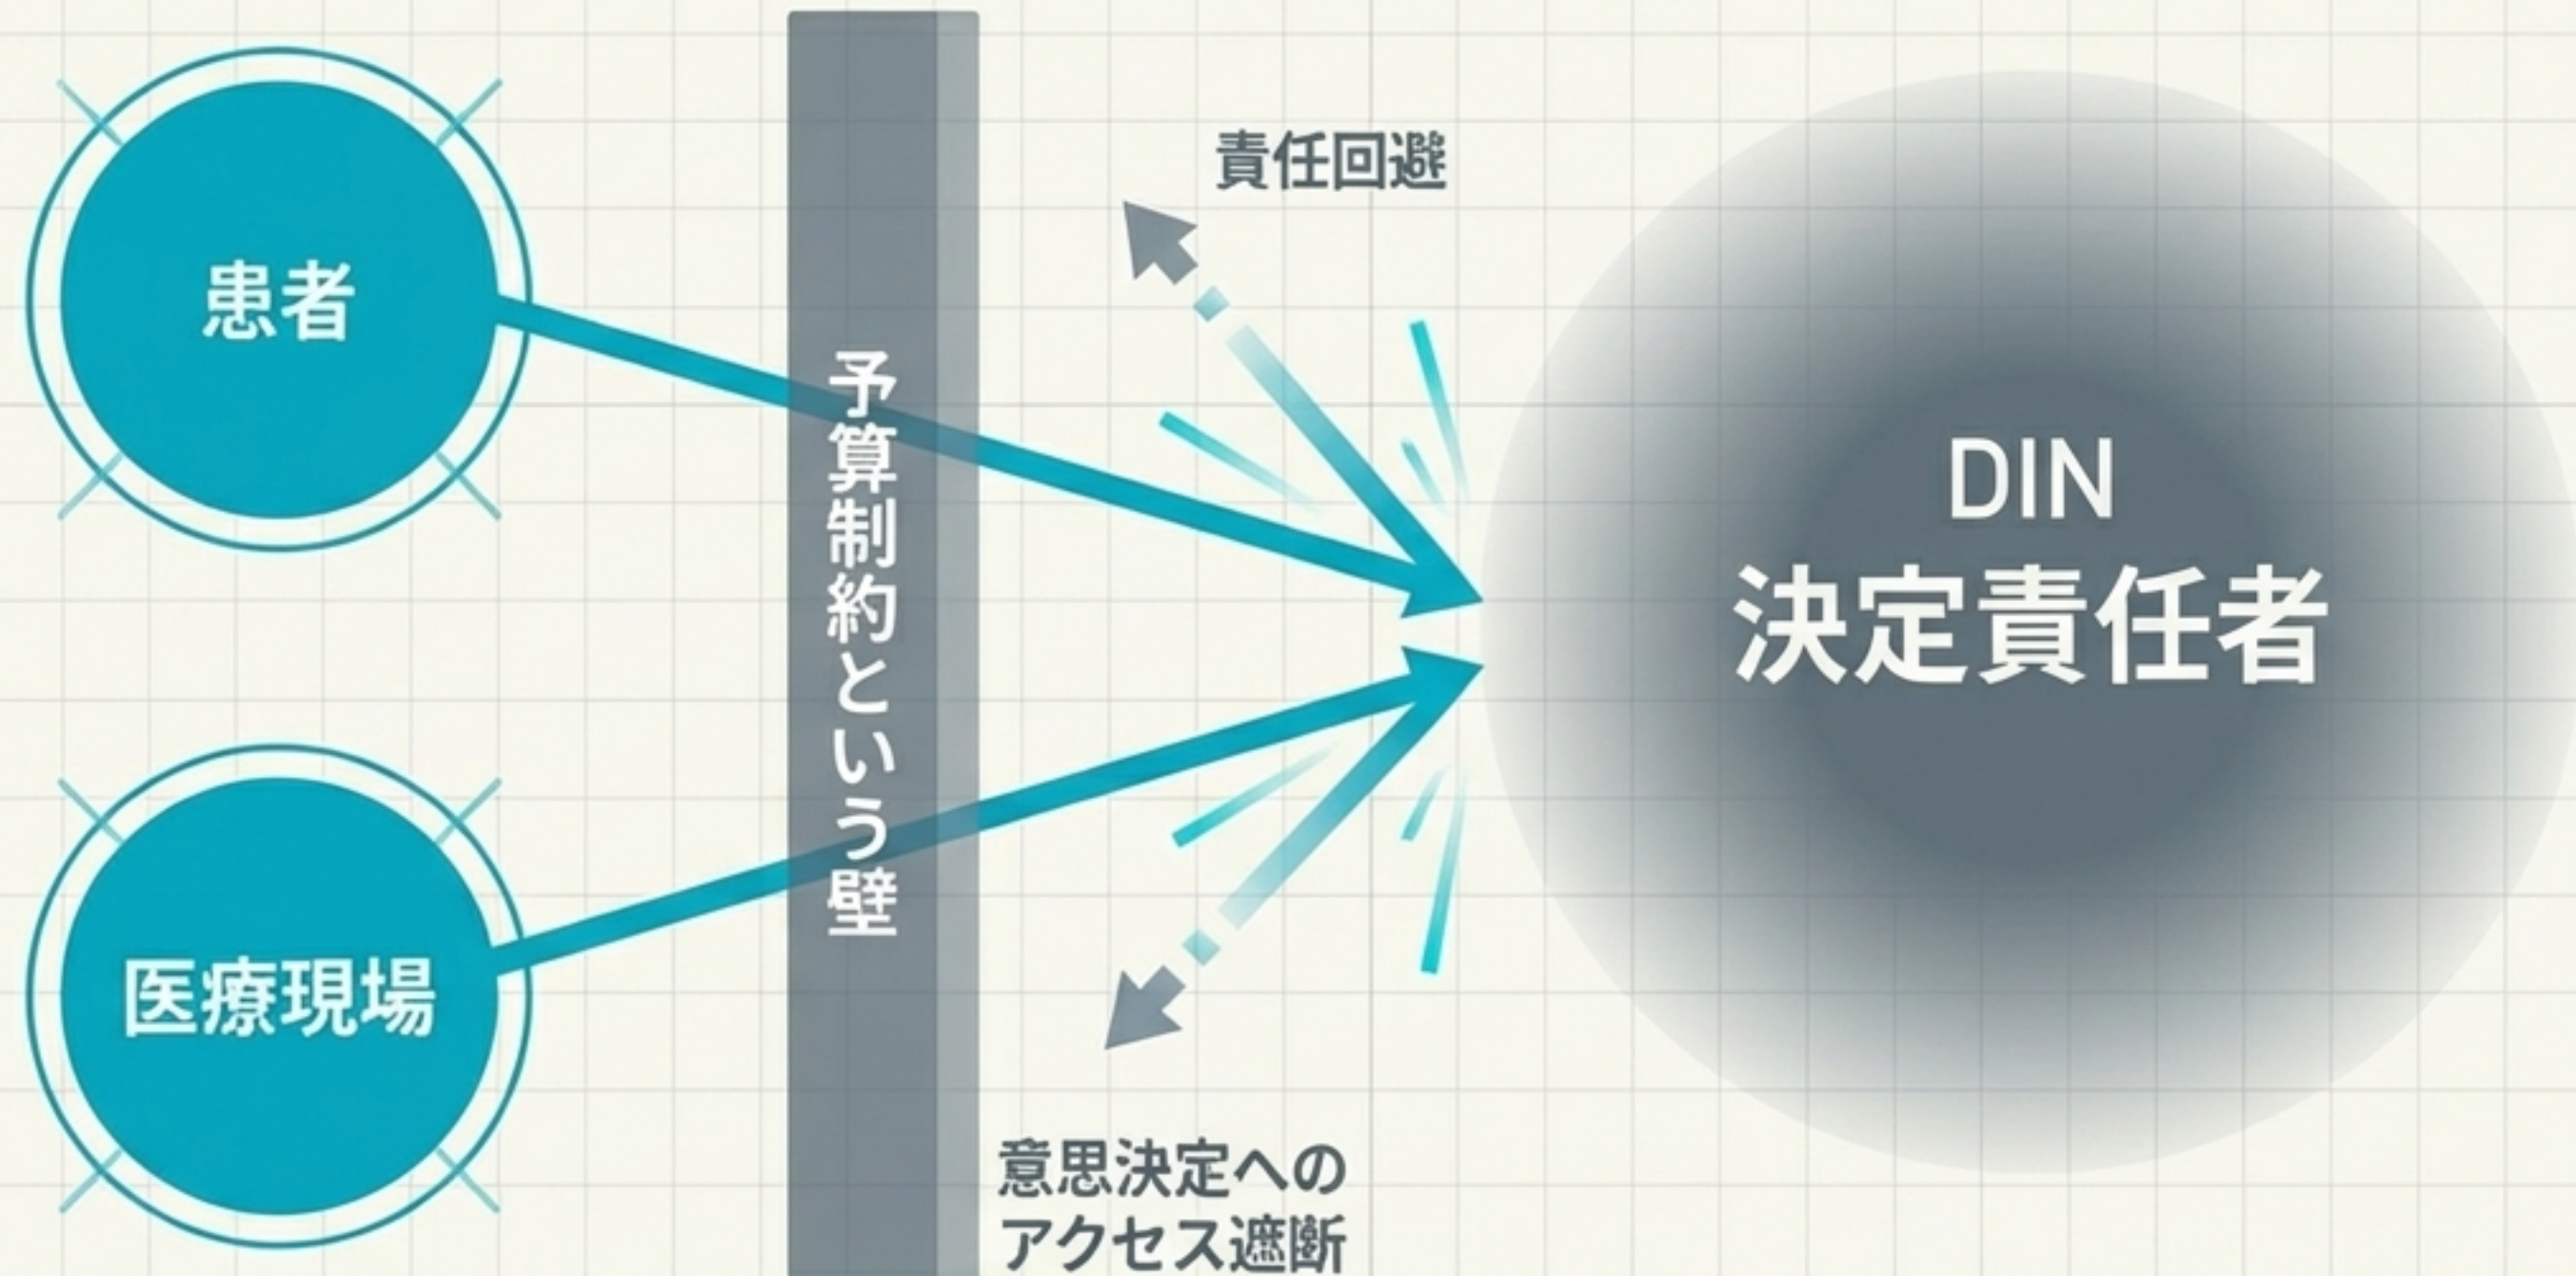 患者
医療現場
予算制約という壁
責任回避
意思決定への
アクセス遮断
DIN
決定責任者